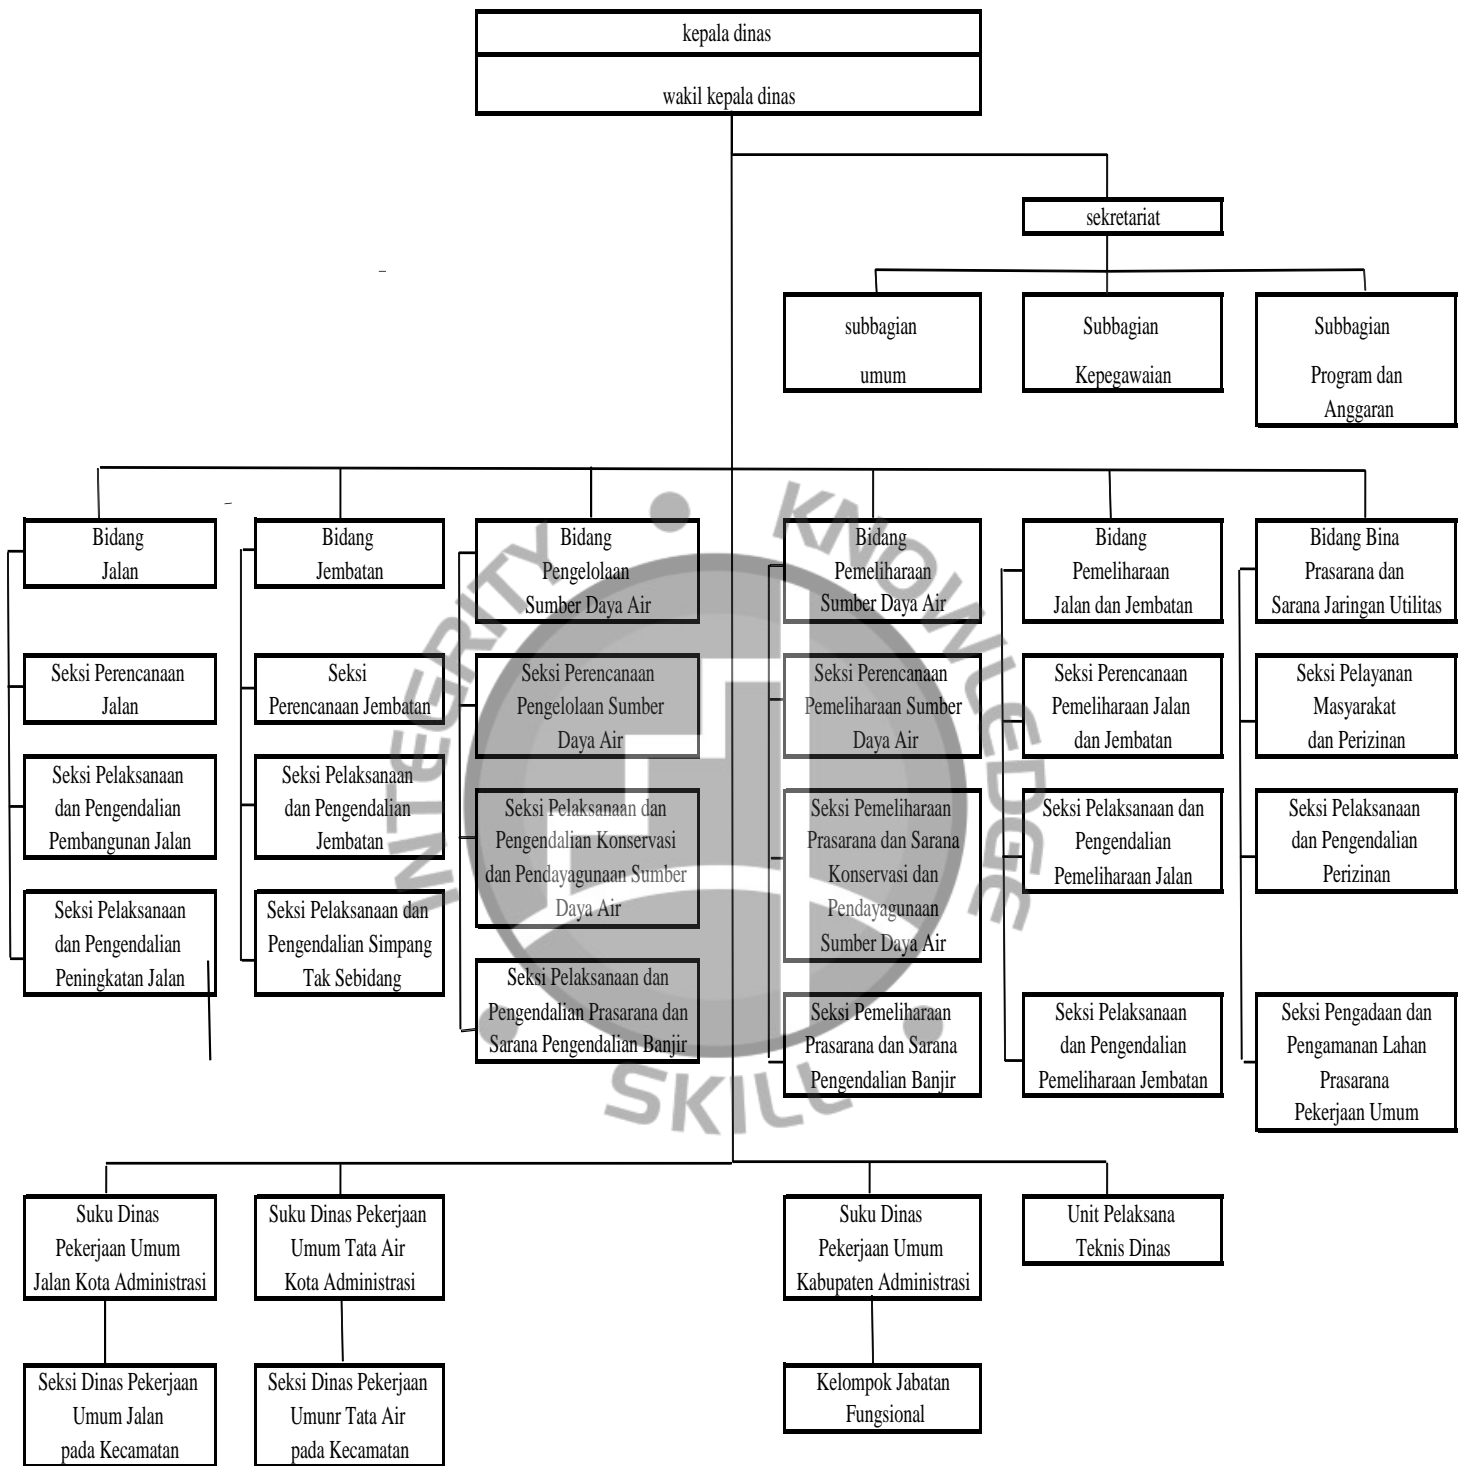 kepala dinas
wakil kepala dinas
sekretariat
subbagian
umum
Subbagian
Kepegawaian
Subbagian
Program dan
Anggaran
Bidang
Jalan
Bidang
Jembatan
Bidang
Pengelolaan
Sumber Daya Air
Bidang
Pemeliharaan
Sumber Daya Air
Bidang
Pemeliharaan
Jalan dan Jembatan
Bidang Bina
Prasarana dan
Sarana Jaringan Utilitas
Seksi Perencanaan
Jalan
Seksi
Perencanaan Jembatan
Seksi Perencanaan
Pengelolaan Sumber
Daya Air
Seksi Perencanaan
Pemeliharaan Sumber
Daya Air
Seksi Perencanaan
Pemeliharaan Jalan
dan Jembatan
Seksi Pelayanan
Masyarakat
dan Perizinan
Seksi Pelaksanaan
dan Pengendalian
Pembangunan Jalan
Seksi Pelaksanaan
dan Pengendalian
Jembatan
Seksi Pelaksanaan dan
Pengendalian Konservasi
dan Pendayagunaan Sumber
Daya Air
Seksi Pemeliharaan
Prasarana dan Sarana
Konservasi dan
Pendayagunaan
Sumber Daya Air
Seksi Pelaksanaan dan
Pengendalian
Pemeliharaan Jalan
Seksi Pelaksanaan
dan Pengendalian
Perizinan
Seksi Pelaksanaan
dan Pengendalian
Peningkatan Jalan
Seksi Pelaksanaan dan
Pengendalian Simpang
Tak Sebidang
Seksi Pelaksanaan dan
Pengendalian Prasarana dan
Sarana Pengendalian Banjir
Seksi Pemeliharaan
Prasarana dan Sarana
Pengendalian Banjir
Seksi Pelaksanaan
dan Pengendalian
Pemeliharaan Jembatan
Seksi Pengadaan dan
Pengamanan Lahan
Prasarana
Pekerjaan Umum
INTEGRITY
KNOWLEDGE
SKILL
Suku Dinas
Pekerjaan Umum
Jalan Kota Administrasi
Suku Dinas Pekerjaan
Umum Tata Air
Kota Administrasi
Suku Dinas
Pekerjaan Umum
Kabupaten Administrasi
Unit Pelaksana
Teknis Dinas
Seksi Dinas Pekerjaan
Umum Jalan
pada Kecamatan
Seksi Dinas Pekerjaan
Umunr Tata Air
pada Kecamatan
Kelompok Jabatan
Fungsional